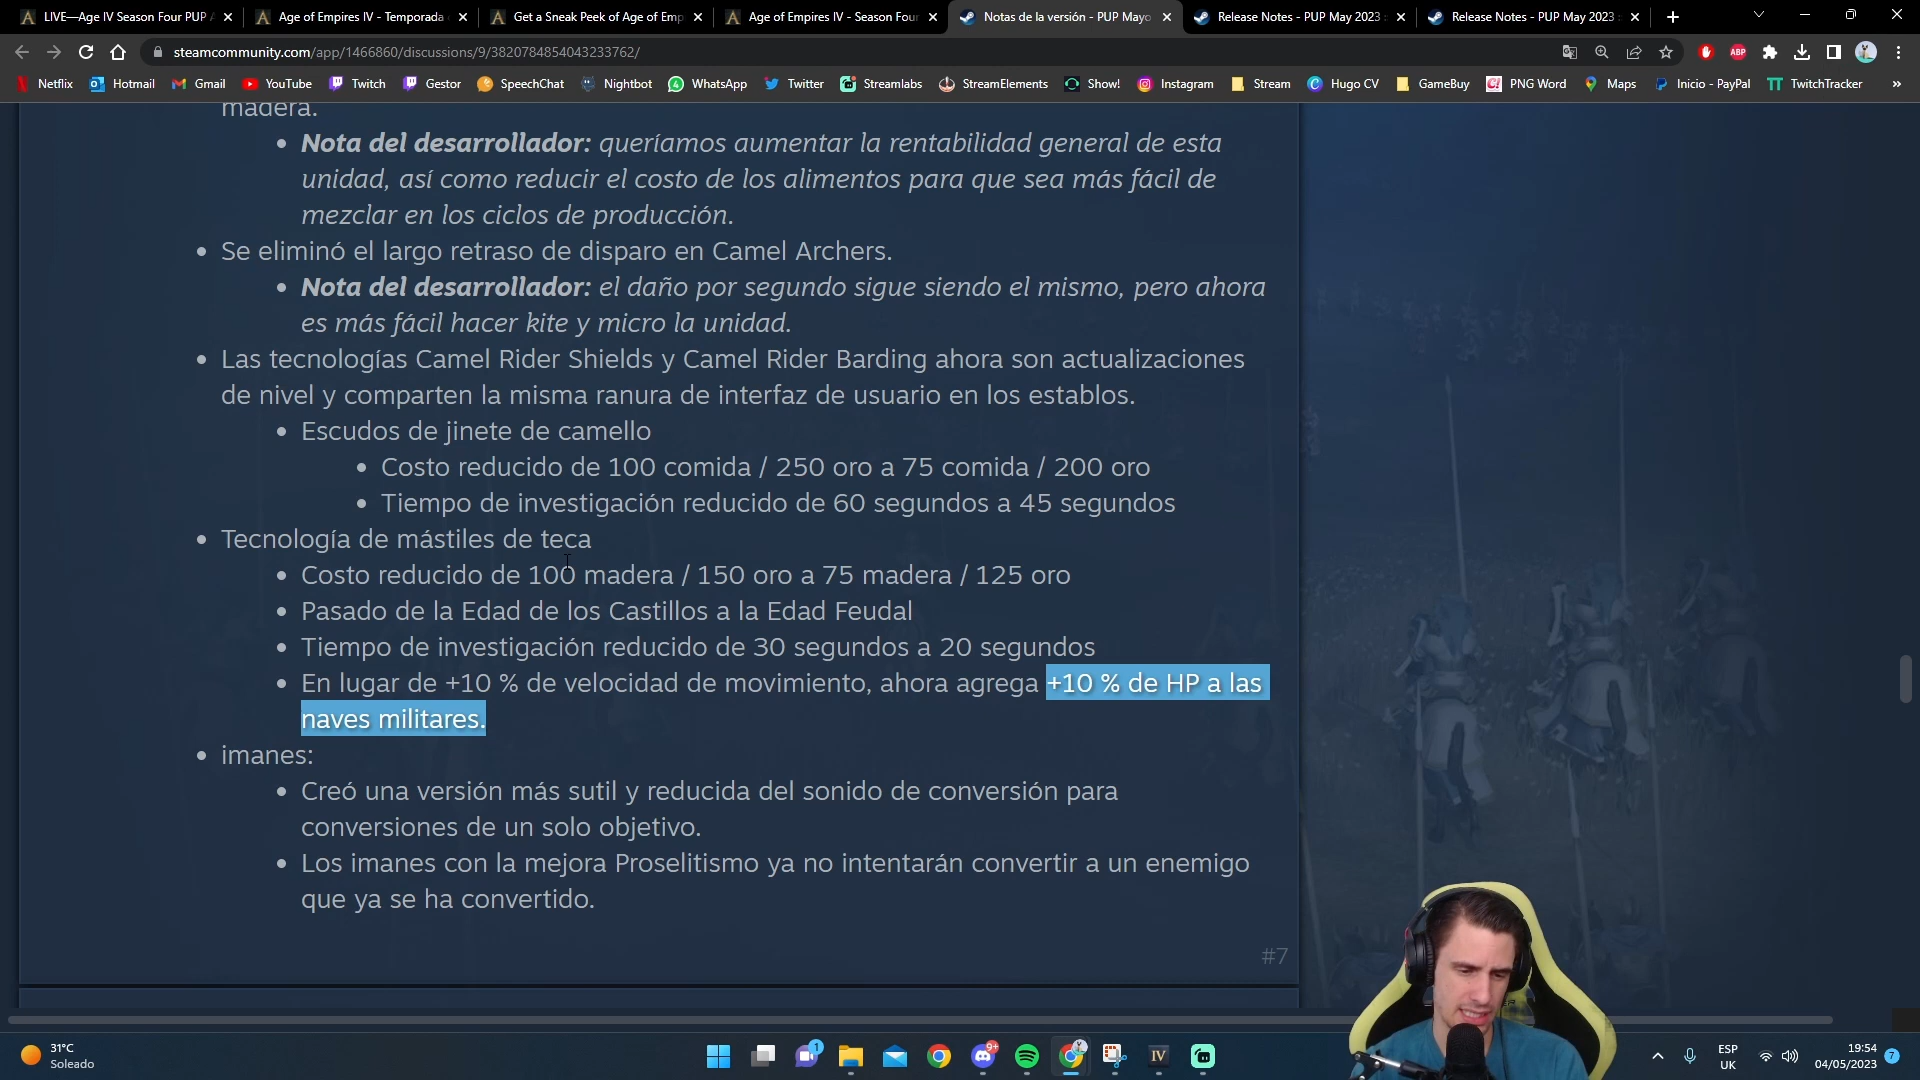 LIVE—Age IV Season Four PUP
Age of Empires IV - Temporada
Get a Sneak Peek of Age of Emp
Age of Empires IV - Season Four
Notas de la versión - PUP Mayo
Release Notes - PUP May 2023
Release Notes - PUP May 2023
steamcommunity.com/app/1466860/discussions/9/3820784854043233762/
ABP
Netflix
Hotmail
Gmail
YouTube
Twitch
Gestor
SpeechChat
Nightbot
WhatsApp
Twitter
Streamlabs
StreamElements
Show!
Instagram
Stream
Hugo CV
GameBuy
PNG Word
Maps
Inicio - PayPal
TwitchTracker
madera.
Nota del desarrollador: queríamos aumentar la rentabilidad general de esta
unidad, así como reducir el costo de los alimentos para que sea más fácil de
mezclar en los ciclos de producción.
Se eliminó el largo retraso de disparo en Camel Archers.
Nota del desarrollador: el daño por segundo sigue siendo el mismo, pero ahora
es más fácil hacer kite y micro la unidad.
Las tecnologías Camel Rider Shields y Camel Rider Barding ahora son actualizaciones
de nivel y comparten la misma ranura de interfaz de usuario en los establos.
Escudos de jinete de camello
Costo reducido de 100 comida / 250 oro a 75 comida / 200 oro
Tiempo de investigación reducido de 60 segundos a 45 segundos
Tecnología de mástiles de teca
Costo reducido de 100 madera / 150 oro a 75 madera / 125 oro
Pasado de la Edad de los Castillos a la Edad Feudal
Tiempo de investigación reducido de 30 segundos a 20 segundos
En lugar de +10 % de velocidad de movimiento, ahora agrega +10 % de HP a las
naves militares.
imanes:
Creó una versión más sutil y reducida del sonido de conversión para
conversiones de un solo objetivo.
Los imanes con la mejora Proselitismo ya no intentarán convertir a un enemigo
que ya se ha convertido.
#7
31°C
Soleado
1
9+
IV
ESP
UK
19:54
04/05/2023
7